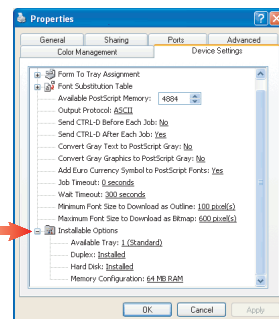 Properties
General Sharing Ports Advanced
Color Management Device Settings
Form To Tray Assignment
Font Substitution Table
Available PostScript Memory: 4884
Output Protocol: ASCII
Send CTRL-D Before Each Job: No
Send CTRL-D After Each Job: Yes
Convert Gray Text to PostScript Gray: No
Convert Gray Graphics to PostScript Gray: No
Add Euro Currency Symbol to PostScript Fonts: Yes
Job Timeout: 0 seconds
Wait Timeout: 300 seconds
Minimum Font Size to Download as Outline: 100 pixel(s)
Maximum Font Size to Download as Bitmap: 600 pixel(s)
Installable Options
Available Tray: 1 (Standard)
Duplex: Installed
Hard Disk: Installed
Memory Configuration: 64 MB RAM
OK Cancel Apply